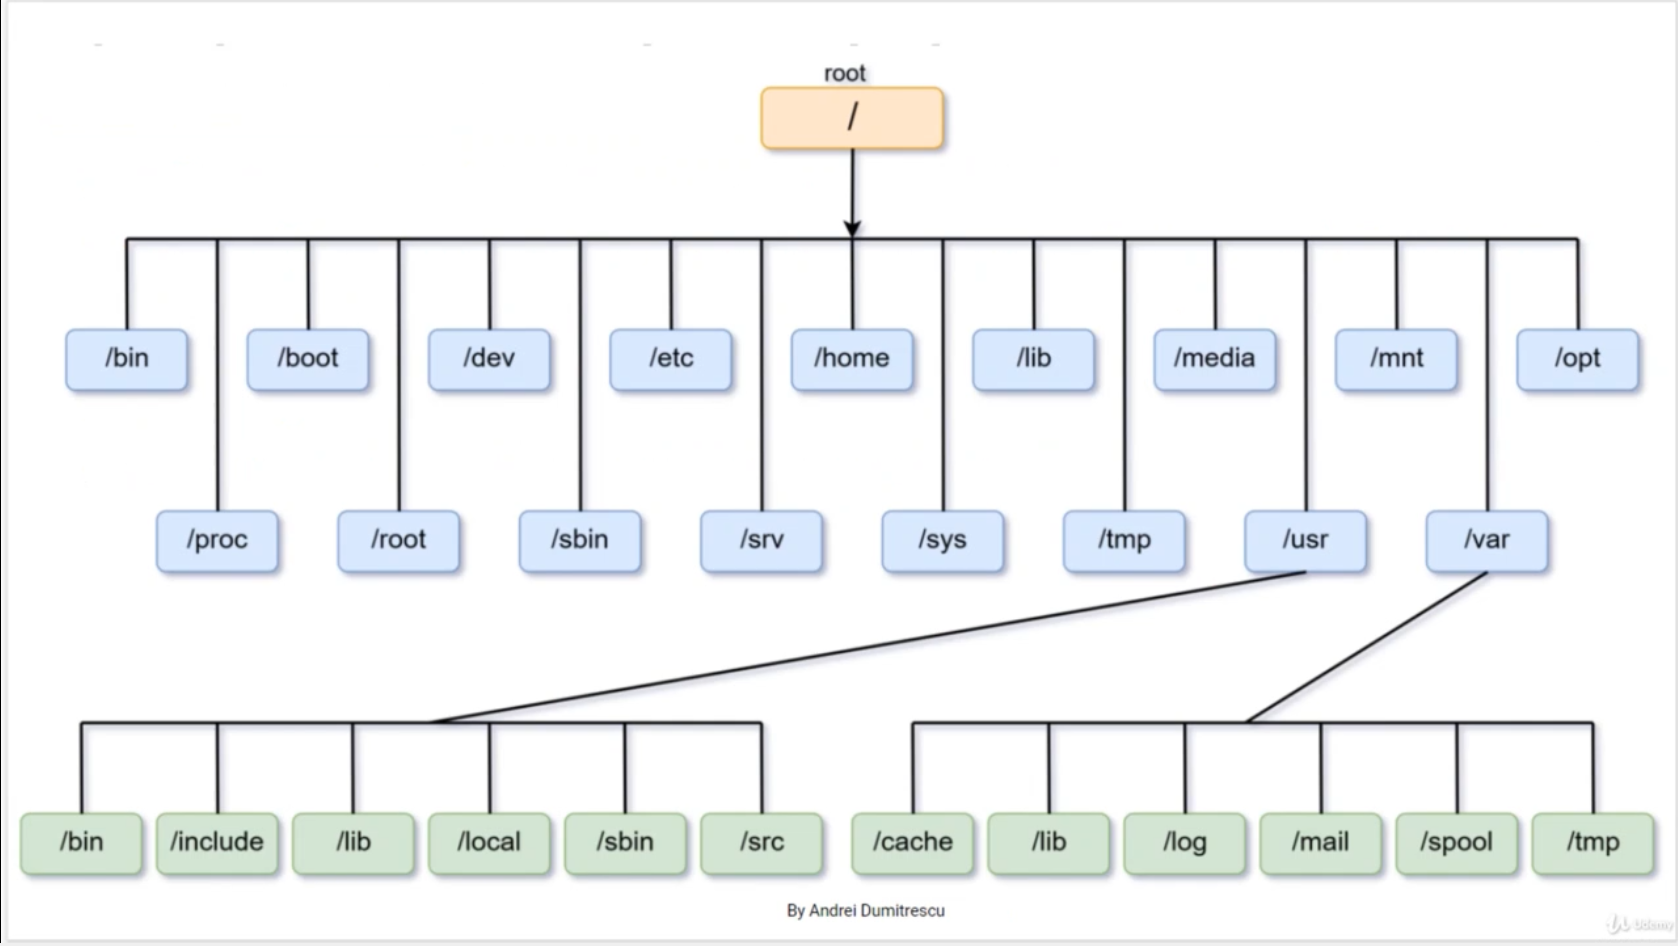 root
/
/bin
/boot
/dev
/etc
/home
/lib
/media
/mnt
/opt
/proc
/root
/sbin
/srv
/sys
/tmp
/usr
/var
/bin
/include
/lib
/local
/sbin
/src
/cache
/lib
/log
/mail
/spool
/tmp
By Andrei Dumitrescu
Udemy